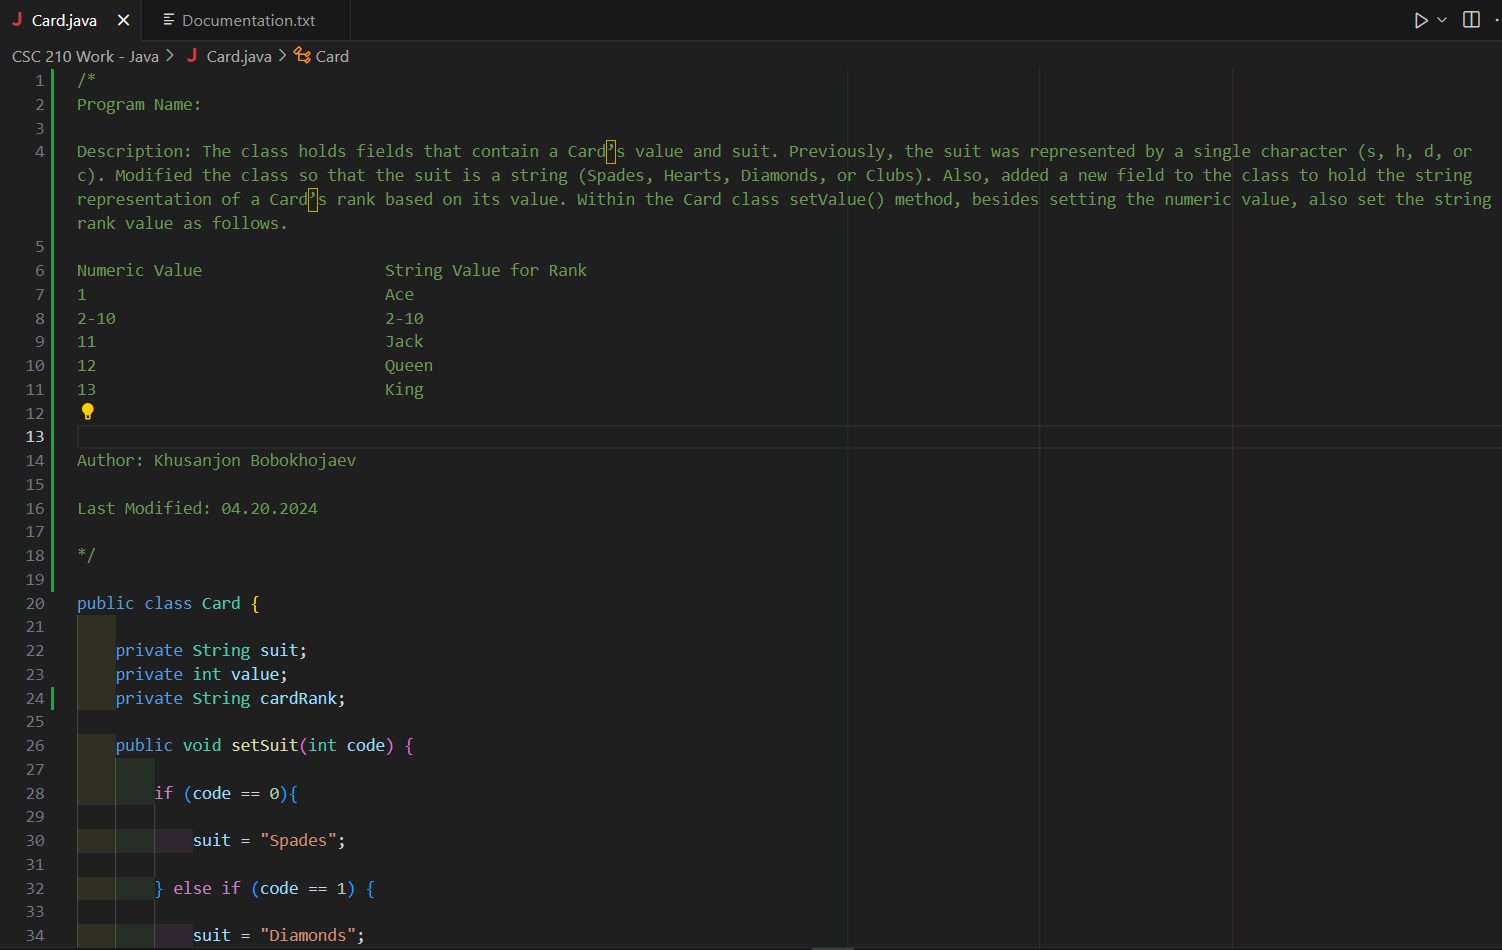 J Card.java × Documentation.txt
CSC 210 Work - Java > J Card.java > Card
1 /*
2 Program Name:
3
4 Description: The class holds fields that contain a Card’s value and suit. Previously, the suit was represented by a single character (s, h, d, or
c). Modified the class so that the suit is a string (Spades, Hearts, Diamonds, or Clubs). Also, added a new field to the class to hold the string
representation of a Card’s rank based on its value. Within the Card class setValue() method, besides setting the numeric value, also set the string
rank value as follows.
5
6 Numeric Value String Value for Rank
7 1 Ace
8 2-10 2-10
9 11 Jack
10 12 Queen
11 13 King
12
13
14 Author: Khusanjon Bobokhojaev
15
16 Last Modified: 04.20.2024
17
18 */
19
20 public class Card {
21
22 private String suit;
23 private int value;
24 private String cardRank;
25
26 public void setSuit(int code) {
27
28 if (code == 0){
29
30 suit = "Spades";
31
32 } else if (code == 1) {
33
34 suit = "Diamonds";